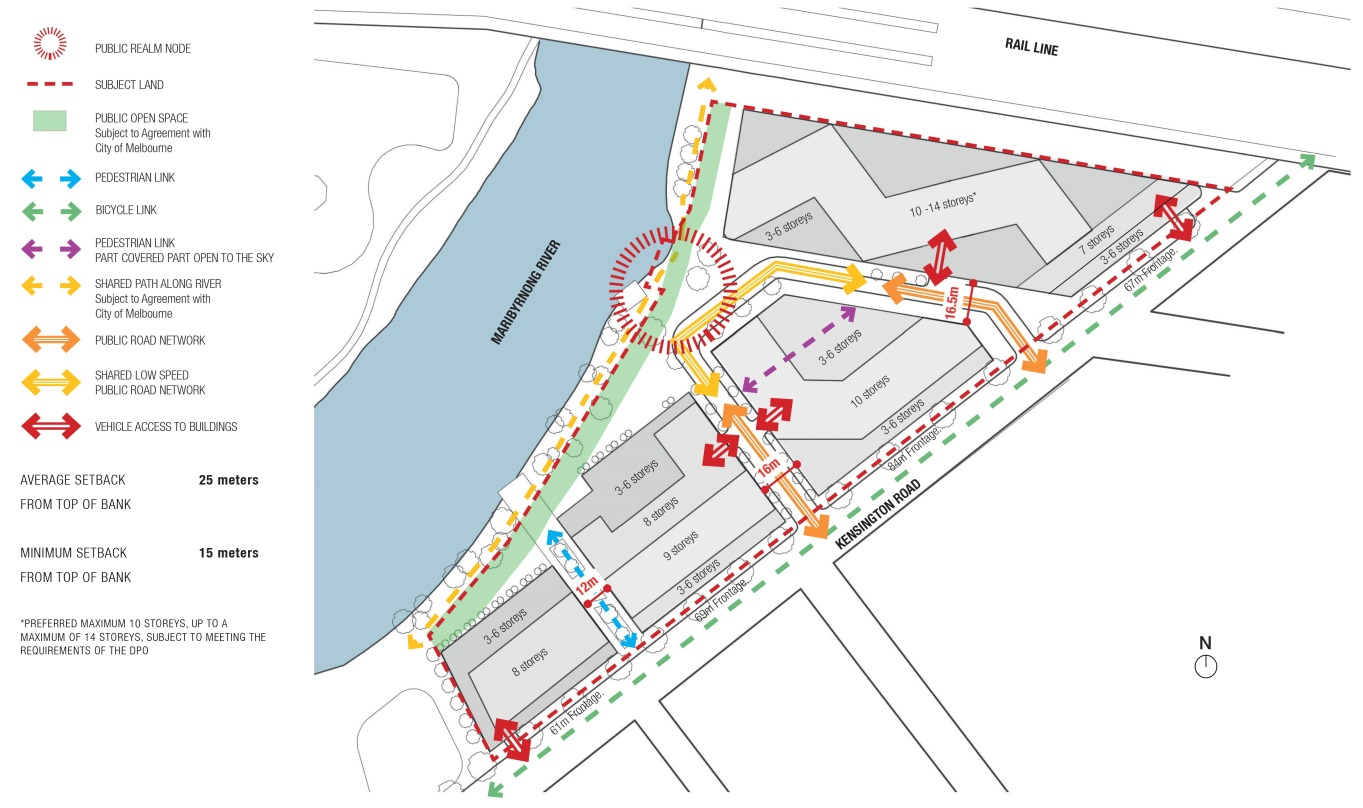 PUBLIC REALM NODE
SUBJECT LAND
PUBLIC OPEN SPACE
Subject to Agreement with
City of Melbourne
PEDESTRIAN LINK
BICYCLE LINK
PEDESTRIAN LINK
PART COVERED PART OPEN TO THE SKY
SHARED PATH ALONG RIVER
Subject to Agreement with
City of Melbourne
PUBLIC ROAD NETWORK
SHARED LOW SPEED
PUBLIC ROAD NETWORK
VEHICLE ACCESS TO BUILDINGS
AVERAGE SETBACK 25 meters
FROM TOP OF BANK
MINIMUM SETBACK 15 meters
FROM TOP OF BANK
*PREFERRED MAXIMUM 10 STOREYS, UP TO A
MAXIMUM OF 14 STOREYS, SUBJECT TO MEETING THE
REQUIREMENTS OF THE DPO
RAIL LINE
MARIBYRNONG RIVER
10 -14 storeys*
3-6 storeys
7 storeys
3-6 storeys
67m Frontage.
16.5m
3-6 storeys
10 storeys
3-6 storeys
84m Frontage.
KENSINGTON ROAD
16m
3-6 storeys
8 storeys
9 storeys
3-6 storeys
69m Frontage.
12m
3-6 storeys
8 storeys
61m Frontage.
N